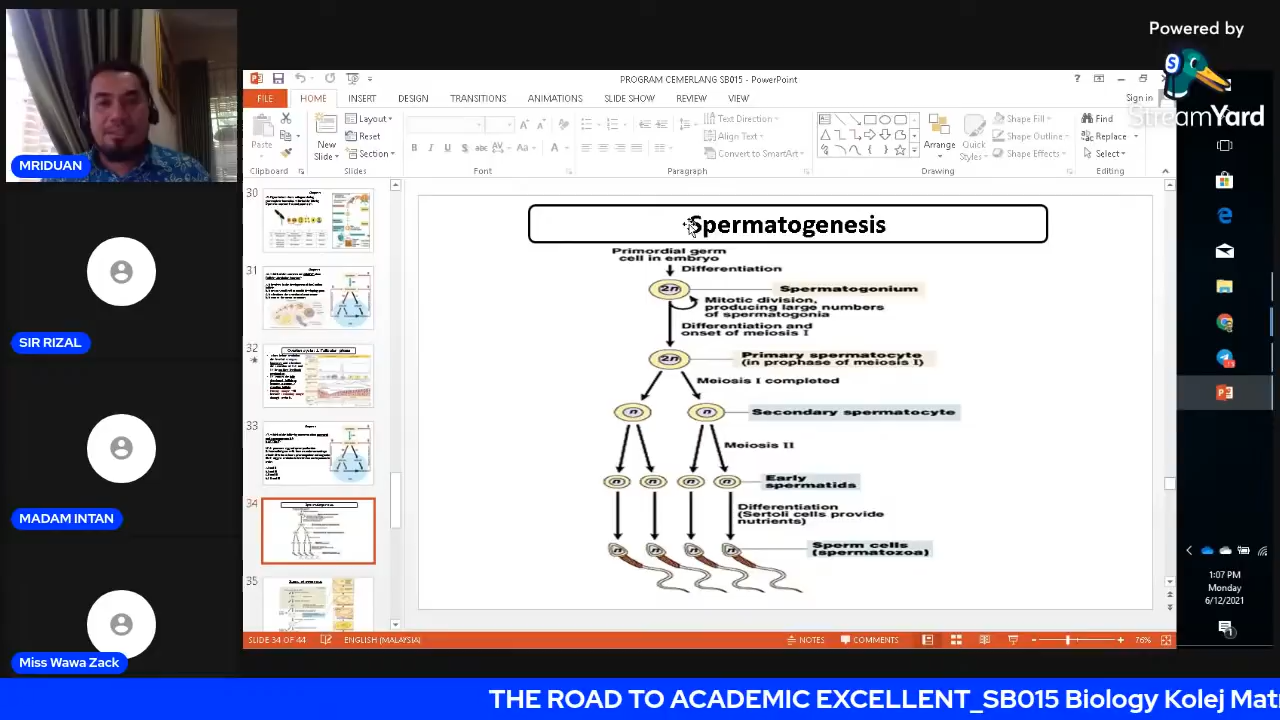 Powered by
StreamYard
PROGRAM CEMERLANG SB015 - PowerPoint
Sign in
FILE
HOME
INSERT
DESIGN
TRANSITIONS
ANIMATIONS
SLIDE SHOW
REVIEW
VIEW
Paste
New
Slide
Layout
Reset
Section
Text Direction
Align Text
Convert to SmartArt
Arrange
Quick
Styles
Shape Fill
Shape Outline
Shape Effects
Find
Replace
Select
Clipboard
Slides
Font
Paragraph
Drawing
Editing
MRIDUAN
SIR RIZAL
MADAM INTAN
Miss Wawa Zack
30
31
32
33
34
35
Spermatogenesis
Primordial germ
cell in embryo
Differentiation
2n
Spermatogonium
Mitotic division,
producing large numbers
of spermatogonia
Differentiation and
onset of meiosis I
2n
Primary spermatocyte
(in prophase of meiosis I)
Meiosis I completed
n
n
Secondary spermatocyte
Meiosis II
n
n
n
n
Early
spermatids
Differentiation
(Sertoli cells provide
nutrients)
n
n
n
n
Sperm cells
(spermatozoa)
SLIDE 34 OF 44
ENGLISH (MALAYSIA)
NOTES
COMMENTS
76%
1:07 PM
Monday
6/12/2021
THE ROAD TO ACADEMIC EXCELLENT_SB015 Biology Kolej Mat